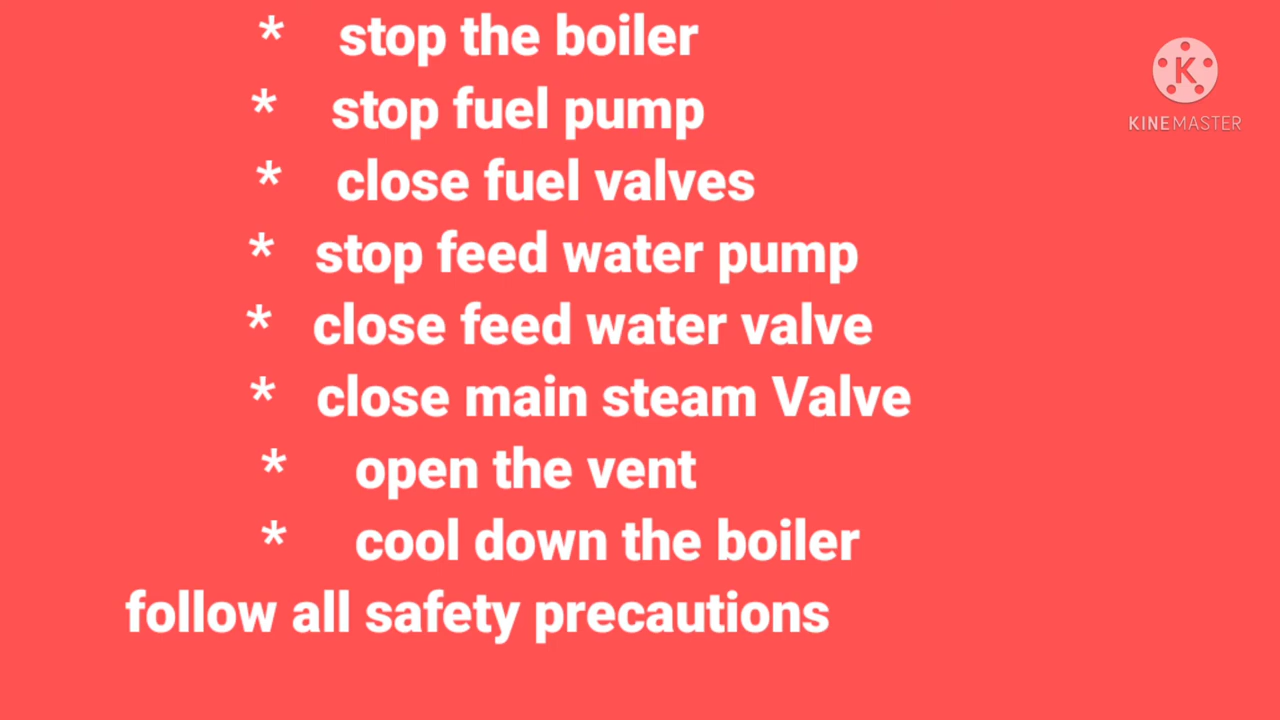 * stop the boiler
* stop fuel pump
* close fuel valves
* stop feed water pump
* close feed water valve
* close main steam Valve
* open the vent
* cool down the boiler
follow all safety precautions
K
KINEMASTER